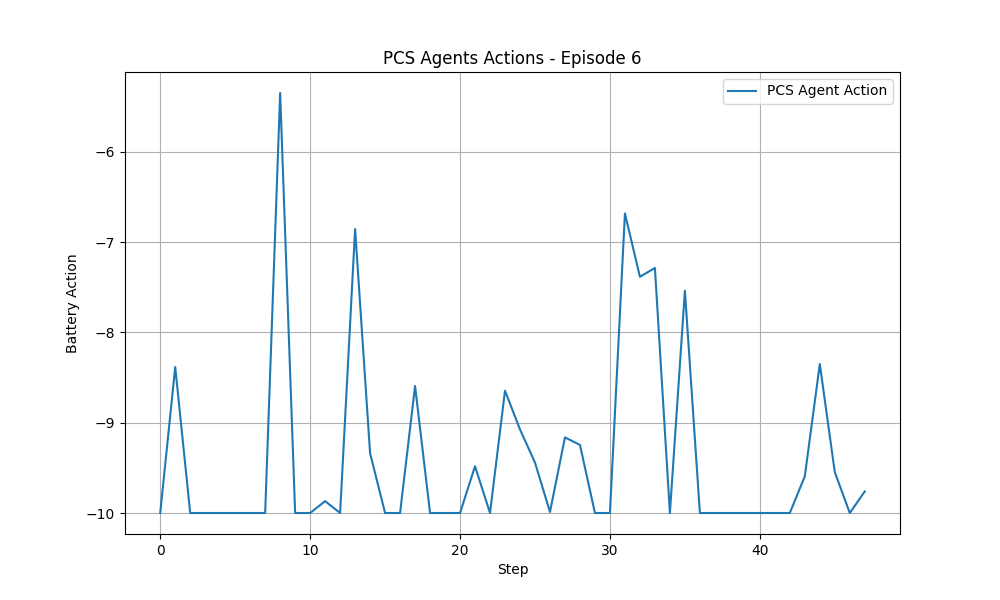 PCS Agents Actions - Episode 6
PCS Agent Action
Battery Action
−6
−7
−8
−9
−10
0 10 20 30 40
Step